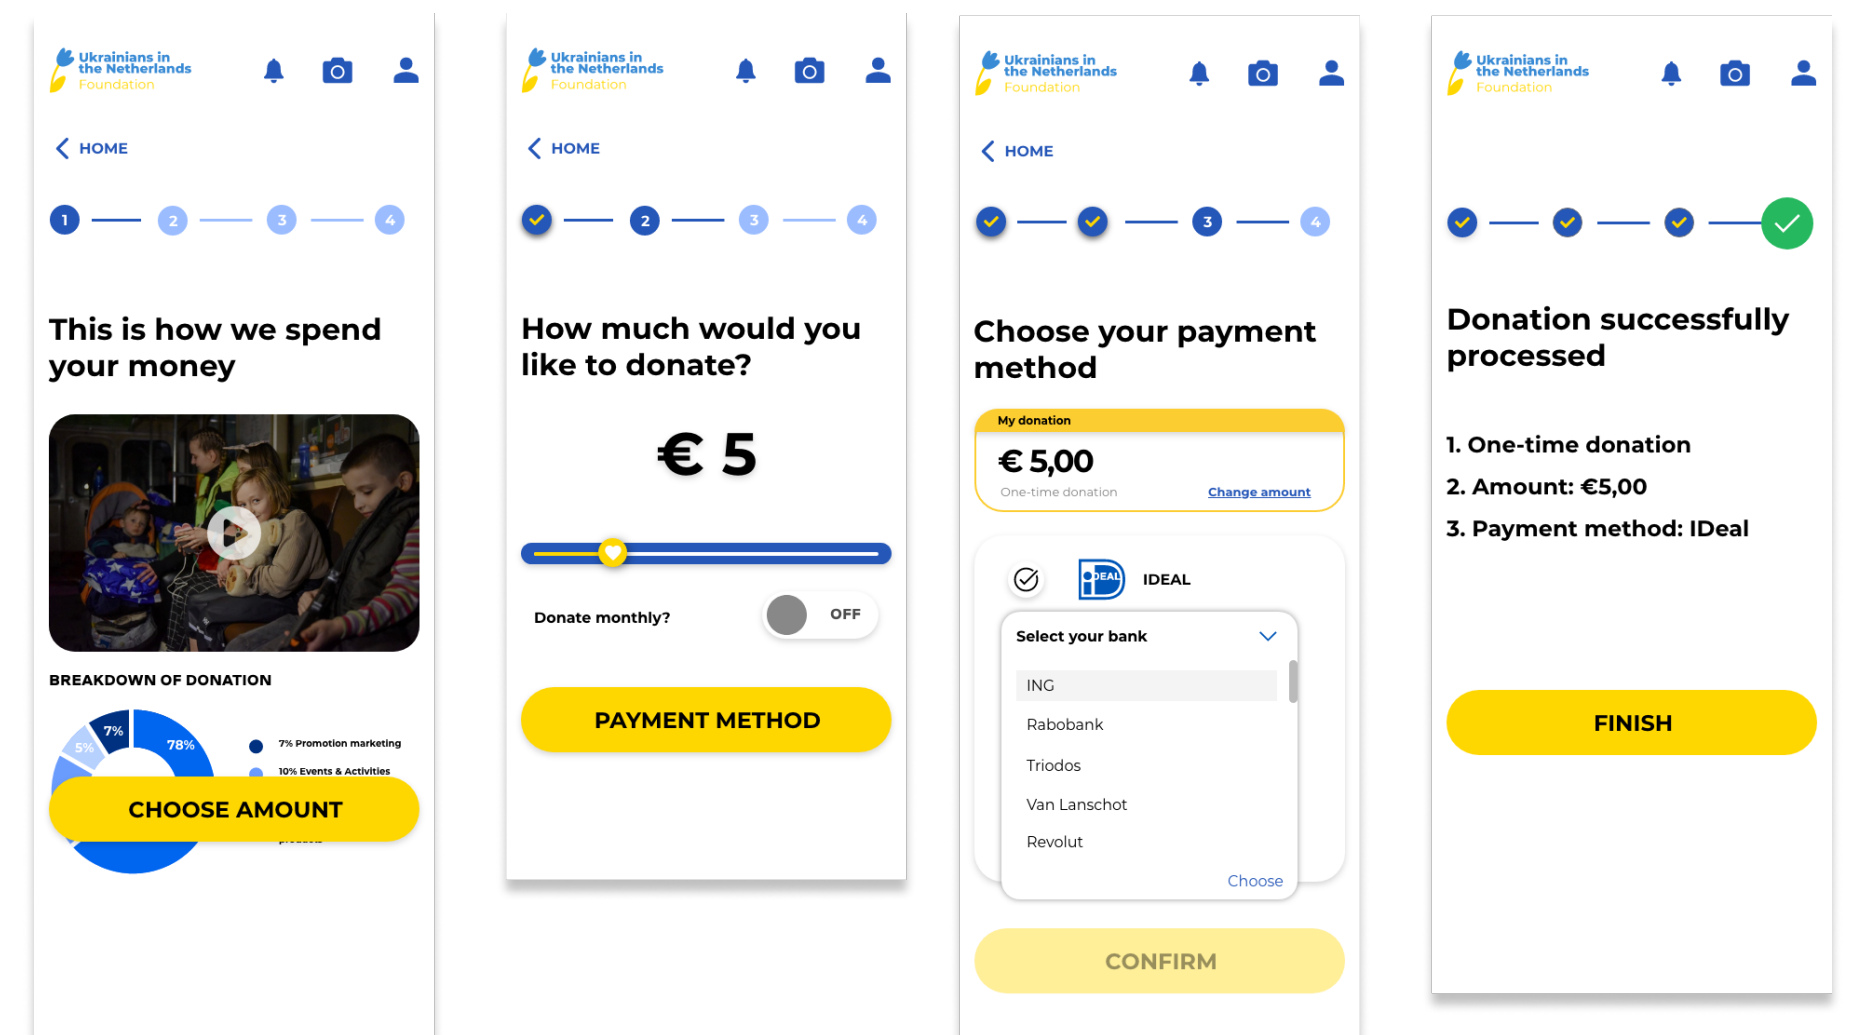 Ukrainians in
the Netherlands
Foundation
HOME
1
2
3
4
This is how we spend
your money
BREAKDOWN OF DONATION
7%
5%
78%
7% Promotion marketing
10% Events & Activities
CHOOSE AMOUNT
products
Ukrainians in
the Netherlands
Foundation
HOME
2
3
4
How much would you
like to donate?
€ 5
Donate monthly?
OFF
PAYMENT METHOD
Ukrainians in
the Netherlands
Foundation
HOME
3
4
Choose your payment
method
My donation
€ 5,00
One-time donation
Change amount
iDEAL
IDEAL
Select your bank
ING
Rabobank
Triodos
Van Lanschot
Revolut
Choose
CONFIRM
Ukrainians in
the Netherlands
Foundation
Donation successfully
processed
1. One-time donation
2. Amount: €5,00
3. Payment method: IDeal
FINISH